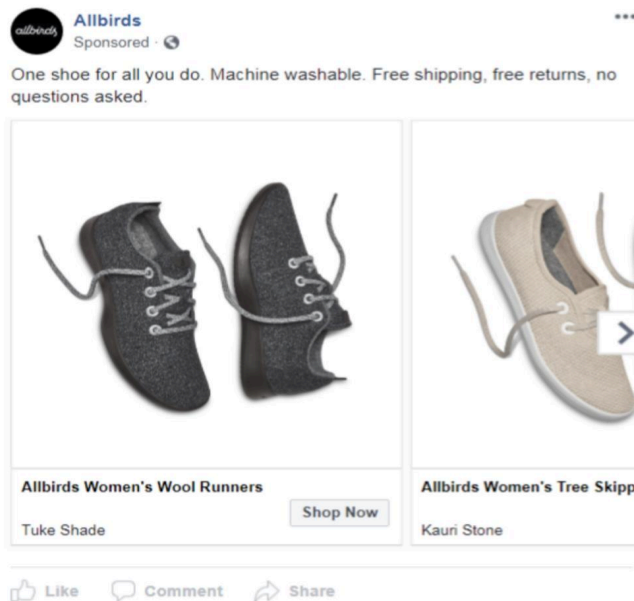 allbirds
Allbirds
Sponsored ·
One shoe for all you do. Machine washable. Free shipping, free returns, no
questions asked.
Allbirds Women's Wool Runners
Shop Now
Tuke Shade
Allbirds Women's Tree Skipp
Kauri Stone
Like
Comment
Share